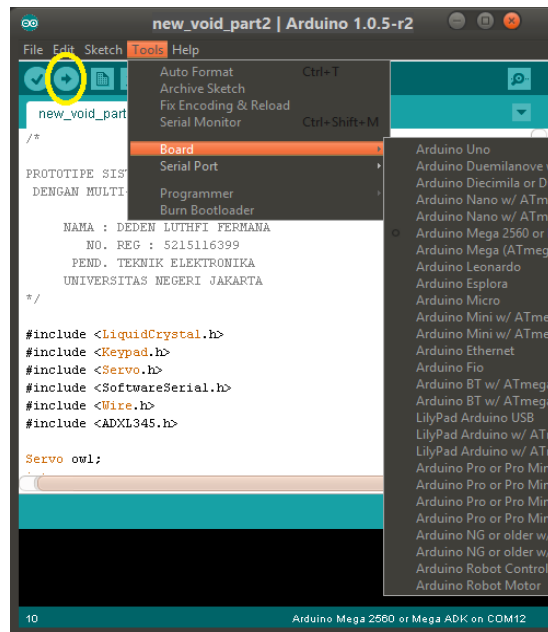 new_void_part2 | Arduino 1.0.5-r2
File Edit Sketch Tools Help
new_void_part
Auto Format Ctrl+T
Archive Sketch
Fix Encoding & Reload
Serial Monitor Ctrl+Shift+M
Board
Serial Port
Programmer
Burn Bootloader
Arduino Uno
Arduino Duemilanove
Arduino Diecimila or D
Arduino Nano w/ ATm
Arduino Nano w/ ATm
Arduino Mega 2560 or
Arduino Mega (ATmeg
Arduino Leonardo
Arduino Esplora
Arduino Micro
Arduino Mini w/ ATme
Arduino Mini w/ ATme
Arduino Ethernet
Arduino Fio
Arduino BT w/ ATmega
Arduino BT w/ ATmega
LilyPad Arduino USB
LilyPad Arduino w/ AT
LilyPad Arduino w/ AT
Arduino Pro or Pro Min
Arduino Pro or Pro Min
Arduino Pro or Pro Min
Arduino Pro or Pro Min
Arduino NG or older w/
Arduino NG or older w/
Arduino Robot Control
Arduino Robot Motor
/*
PROTOTIPE SIS
DENGAN MULTI
NAMA : DEDEN LUTHFI FERMANA
NO. REG : 5215116399
PEND. TEKNIK ELEKTRONIKA
UNIVERSITAS NEGERI JAKARTA
*/
#include <LiquidCrystal.h>
#include <Keypad.h>
#include <Servo.h>
#include <SoftwareSerial.h>
#include <Wire.h>
#include <ADXL345.h>
Servo owl;
10 Arduino Mega 2560 or Mega ADK on COM12